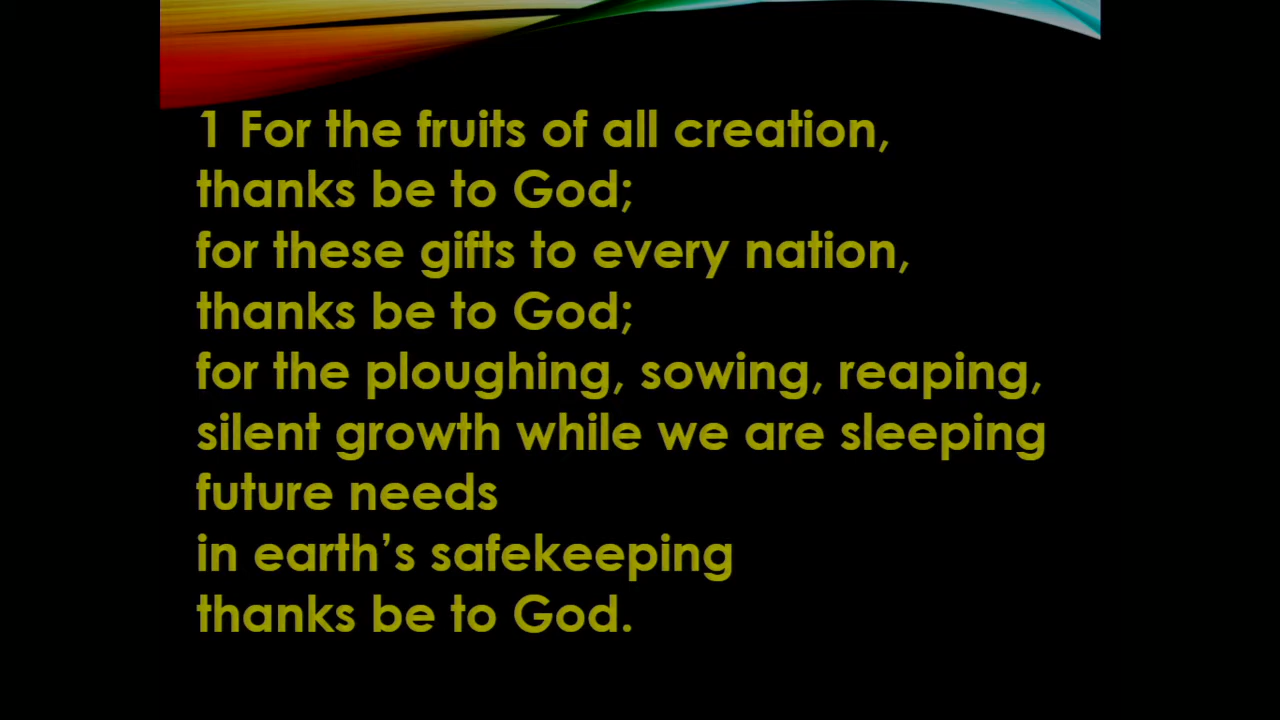 1 For the fruits of all creation,
thanks be to God;
for these gifts to every nation,
thanks be to God;
for the ploughing, sowing, reaping,
silent growth while we are sleeping
future needs
in earth’s safekeeping
thanks be to God.